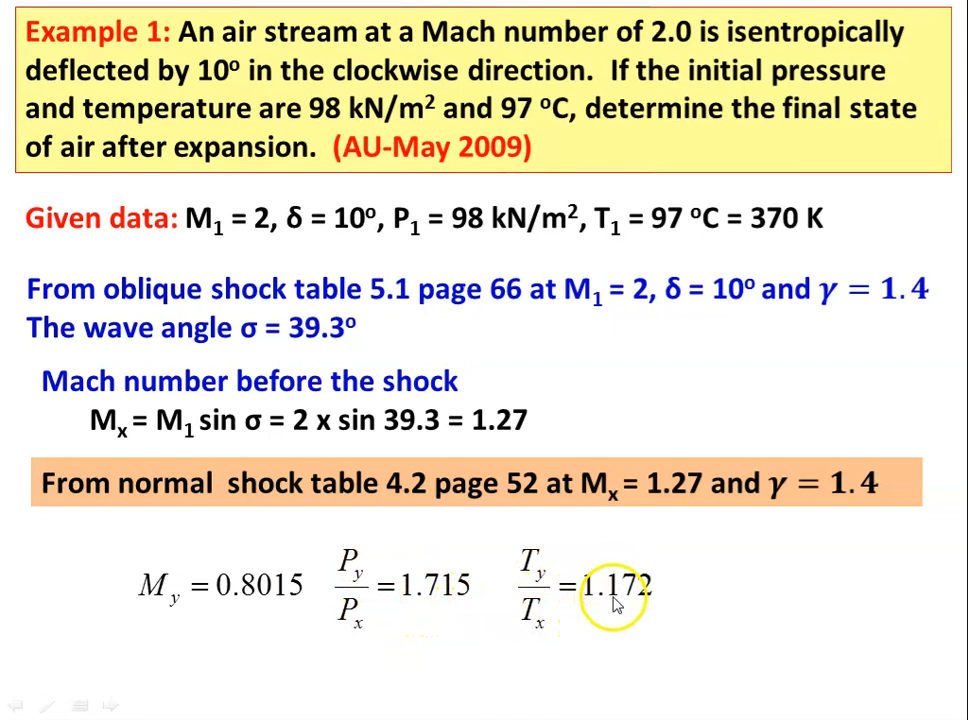 Example 1: An air stream at a Mach number of 2.0 is isentropically
deflected by 10° in the clockwise direction. If the initial pressure
and temperature are 98 kN/m² and 97 °C, determine the final state
of air after expansion. (AU-May 2009)
Given data: M₁ = 2, δ = 10°, P₁ = 98 kN/m², T₁ = 97 °C = 370 K
From oblique shock table 5.1 page 66 at M₁ = 2, δ = 10° and γ = 1.4
The wave angle σ = 39.3°
Mach number before the shock
Mₓ = M₁ sin σ = 2 x sin 39.3 = 1.27
From normal shock table 4.2 page 52 at Mₓ = 1.27 and γ = 1.4
M_y = 0.8015 P_y/P_x = 1.715 T_y/T_x = 1.172